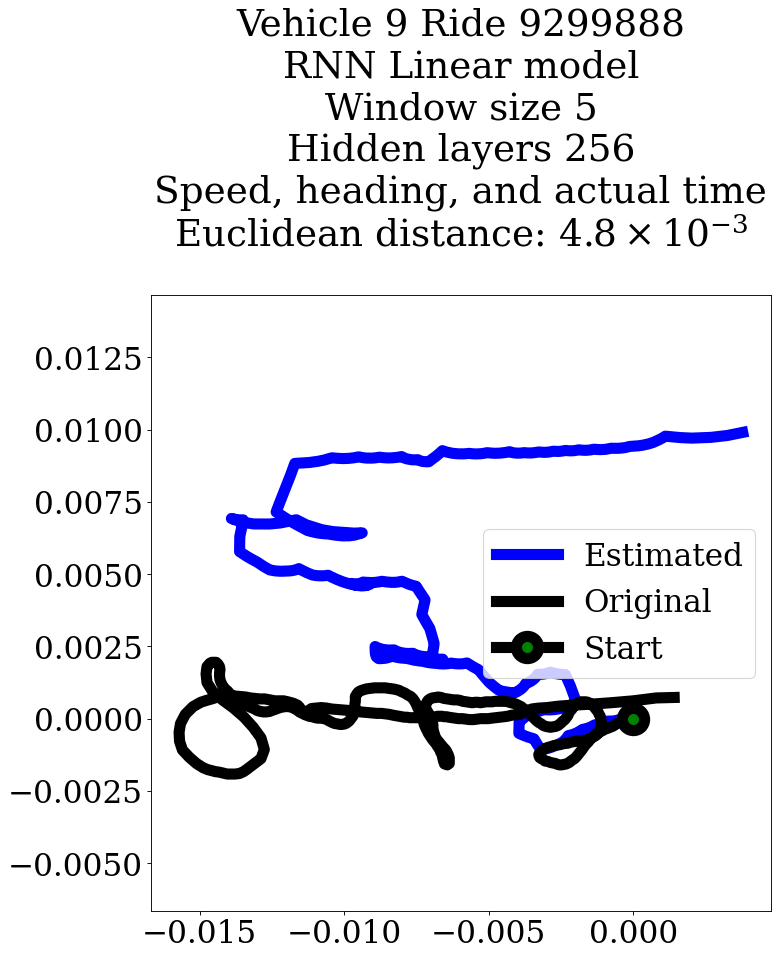 Vehicle 9 Ride 9299888
RNN Linear model
Window size 5
Hidden layers 256
Speed, heading, and actual time
Euclidean distance: 4.8 × 10⁻³
0.0125
0.0100
0.0075
0.0050
0.0025
0.0000
−0.0025
−0.0050
Estimated
Original
Start
−0.015 −0.010 −0.005 0.000